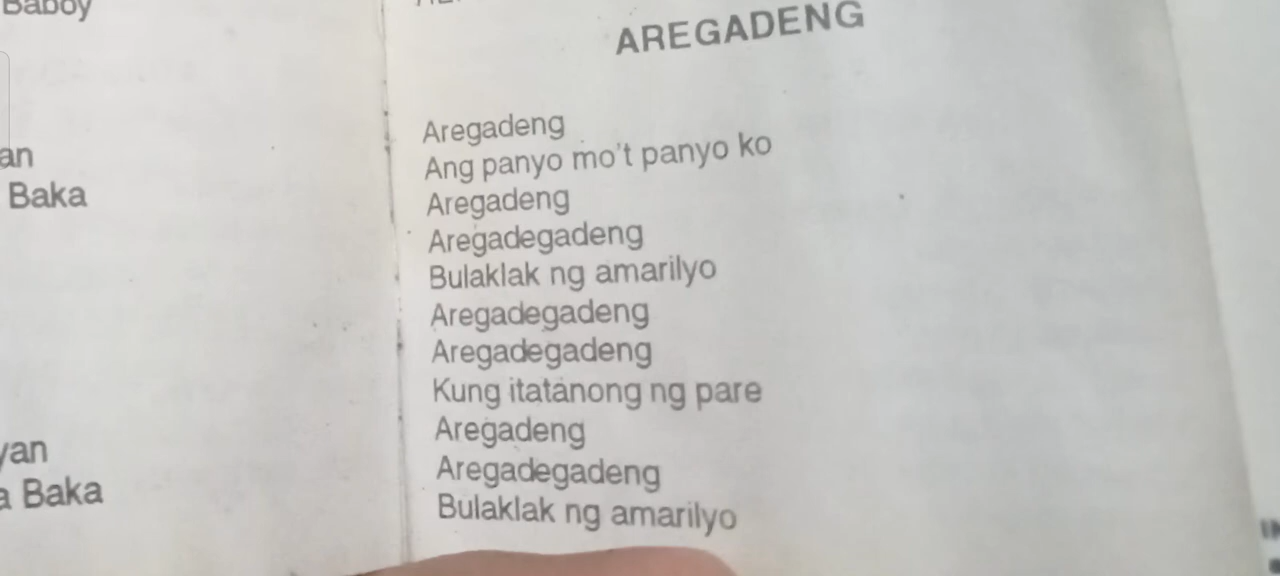 Baboy
an
Baka
yan
a Baka
AREGADENG
Aregadeng
Ang panyo mo't panyo ko
Aregadeng
Aregadegadeng
Bulaklak ng amarilyo
Aregadegadeng
Aregadegadeng
Kung itatanong ng pare
Aregadeng
Aregadegadeng
Bulaklak ng amarilyo